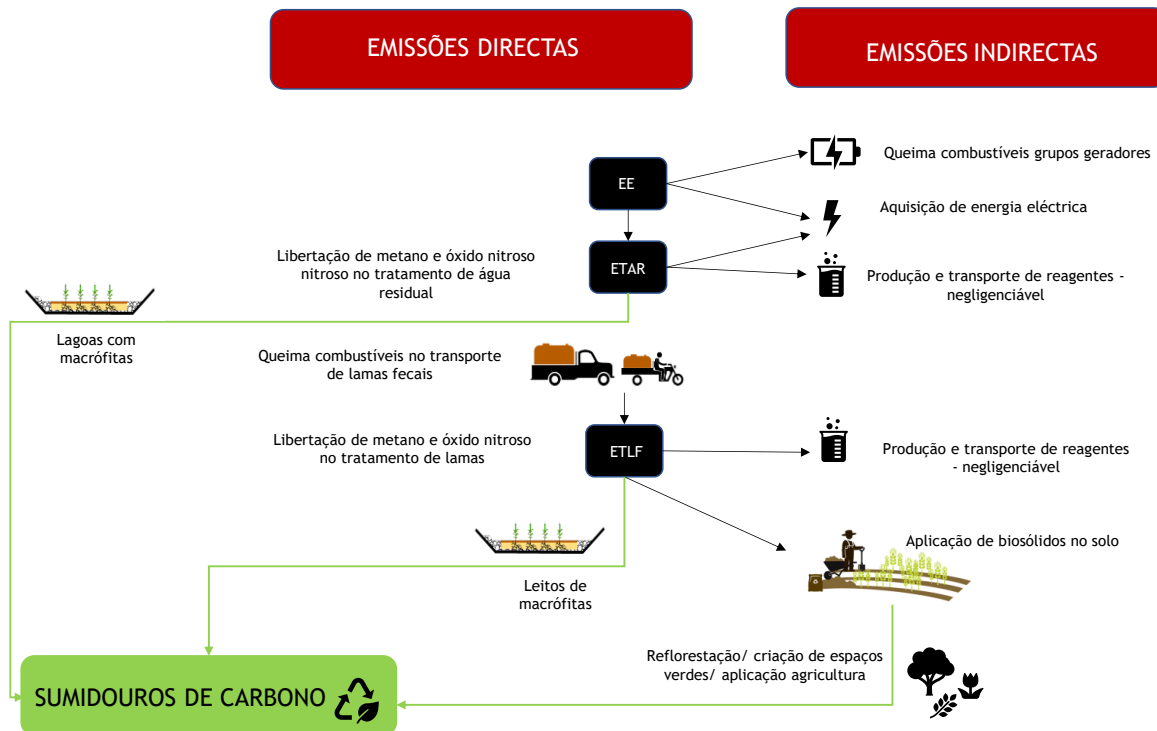 EMISSÕES DIRECTAS
EMISSÕES INDIRECTAS
Queima combustíveis grupos geradores
EE
Aquisição de energia eléctrica
Libertação de metano e óxido nitroso
nitroso no tratamento de água
residual
ETAR
Produção e transporte de reagentes -
negligenciável
Lagoas com
macrófitas
Queima combustíveis no transporte
de lamas fecais
Libertação de metano e óxido nitroso
no tratamento de lamas
ETLF
Produção e transporte de reagentes
- negligenciável
Aplicação de biosólidos no solo
Leitos de
macrófitas
Reflorestação/ criação de espaços
verdes/ aplicação agricultura
SUMIDOUROS DE CARBONO